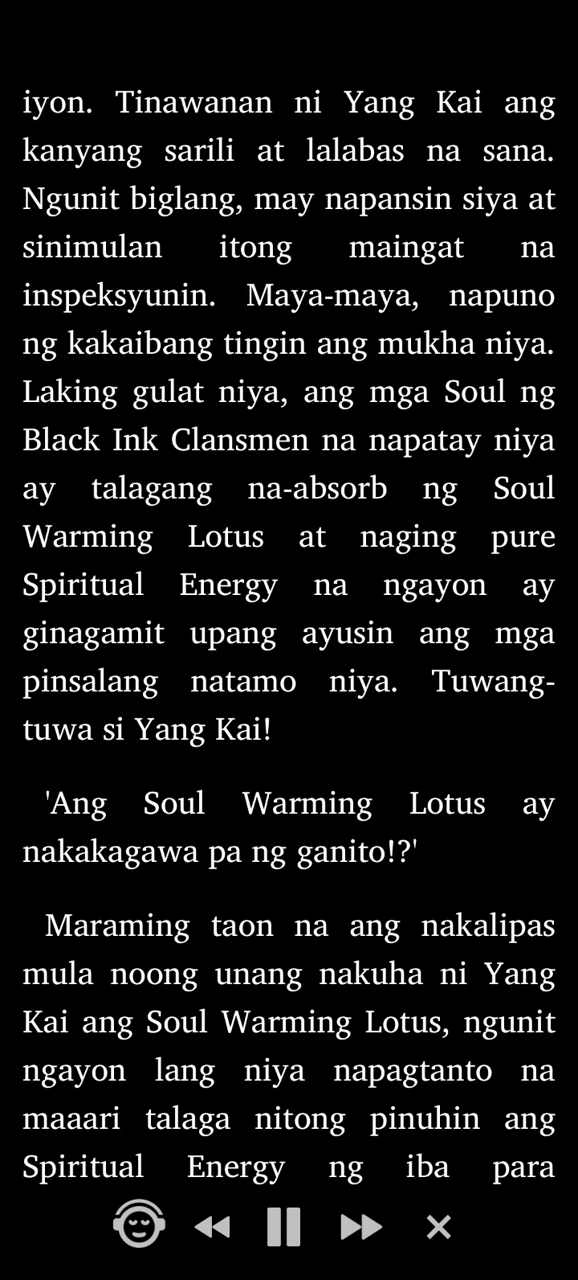 iyon. Tinawanan ni Yang Kai ang
kanyang sarili at lalabas na sana.
Ngunit biglang, may napansin siya at
sinimulan itong maingat na
inspeksyunin. Maya-maya, napuno
ng kakaibang tingin ang mukha niya.
Laking gulat niya, ang mga Soul ng
Black Ink Clansmen na napatay niya
ay talagang na-absorb ng Soul
Warming Lotus at naging pure
Spiritual Energy na ngayon ay
ginagamit upang ayusin ang mga
pinsalang natamo niya. Tuwang-
tuwa si Yang Kai!
'Ang Soul Warming Lotus ay
nakakagawa pa ng ganito!?'
Maraming taon na ang nakalipas
mula noong unang nakuha ni Yang
Kai ang Soul Warming Lotus, ngunit
ngayon lang niya napagtanto na
maaari talaga nitong pinuhin ang
Spiritual Energy ng iba para